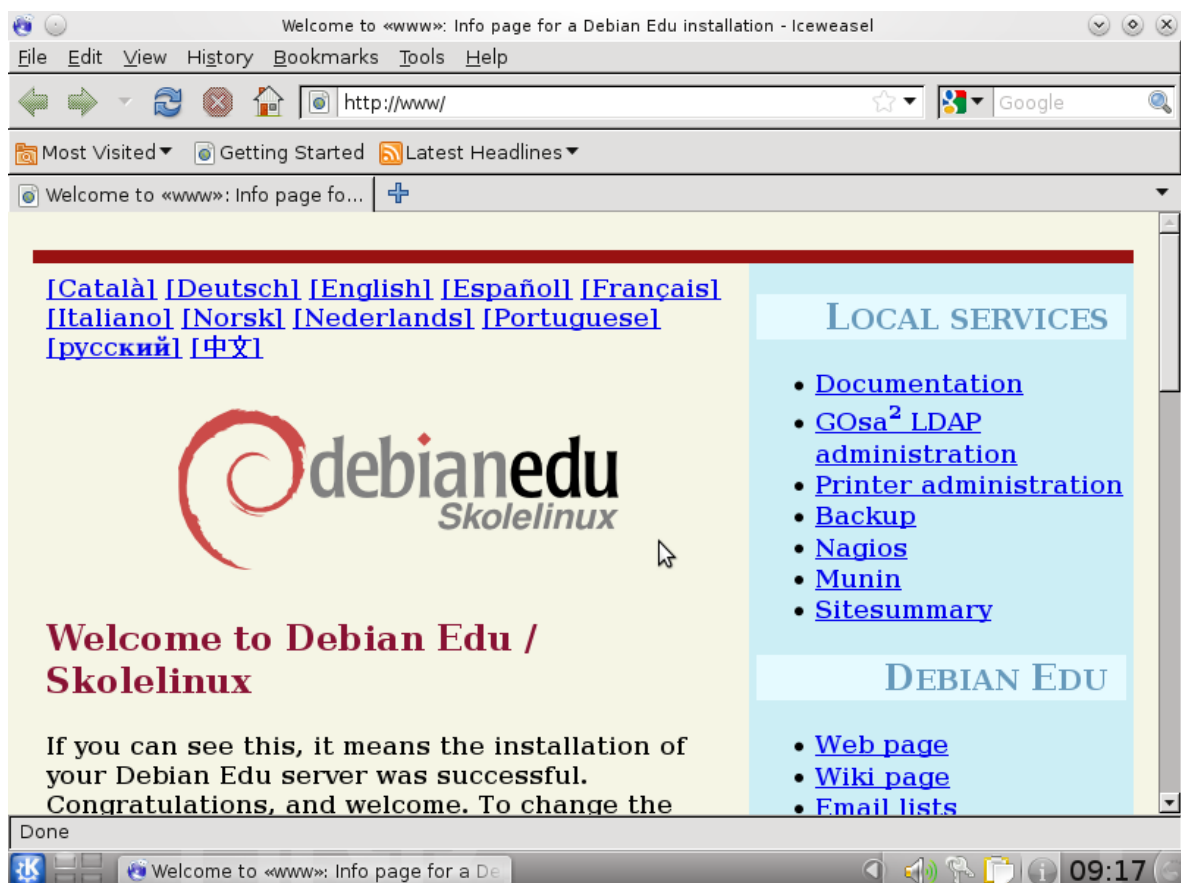 Welcome to «www»: Info page for a Debian Edu installation - Iceweasel
File Edit View History Bookmarks Tools Help
http://www/
Google
Most Visited Getting Started Latest Headlines
Welcome to «www»: Info page fo...
[Català] [Deutsch] [English] [Español] [Français]
[Italiano] [Norsk] [Nederlands] [Portuguese]
[русский] [中文]
debianedu
Skolelinux
Welcome to Debian Edu /
Skolelinux
If you can see this, it means the installation of
your Debian Edu server was successful.
Congratulations, and welcome. To change the
LOCAL SERVICES
Documentation
GOsa² LDAP
administration
Printer administration
Backup
Nagios
Munin
Sitesummary
DEBIAN EDU
Web page
Wiki page
Email lists
Done
Welcome to «www»: Info page for a De
09:17